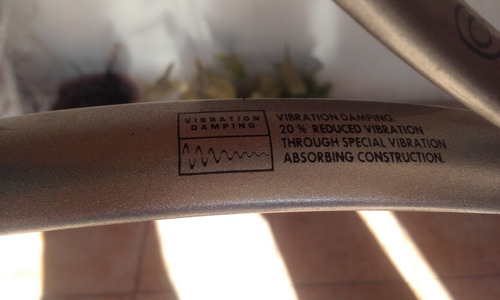 VIBRATION
DAMPING
VIBRATION DAMPING:
20 % REDUCED VIBRATION
THROUGH SPECIAL VIBRATION
ABSORBING CONSTRUCTION.
©